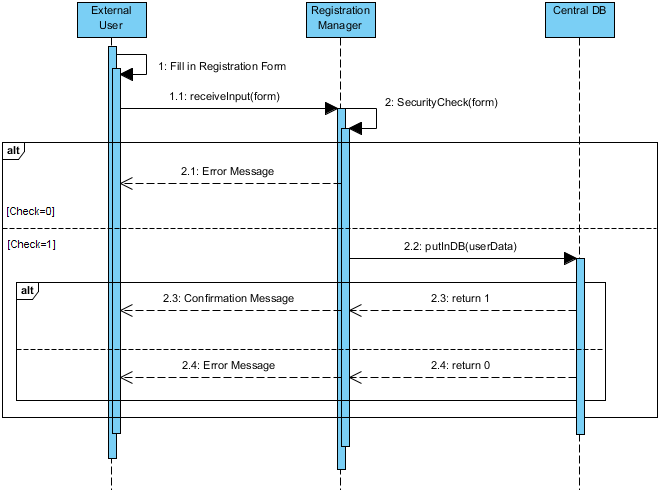 External
User
Registration
Manager
Central DB
1: Fill in Registration Form
1.1: receiveInput(form)
2: SecurityCheck(form)
alt
2.1: Error Message
[Check=0]
[Check=1]
2.2: putInDB(userData)
alt
2.3: Confirmation Message
2.3: return 1
2.4: Error Message
2.4: return 0